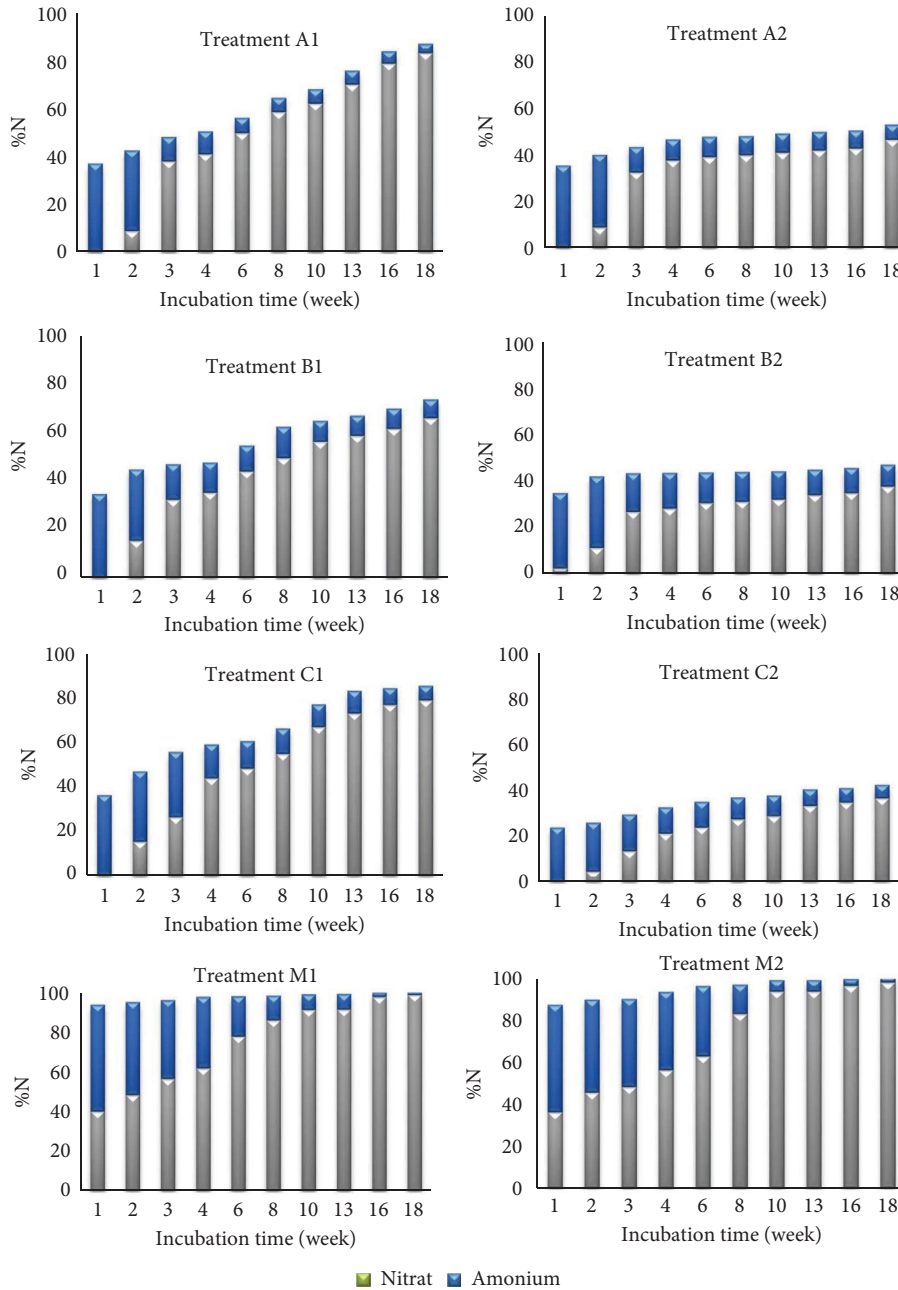 Treatment A1
%N
100
80
60
40
20
0
1 2 3 4 6 8 10 13 16 18
Incubation time (week)
Treatment A2
%N
100
80
60
40
20
0
1 2 3 4 6 8 10 13 16 18
Incubation time (week)
Treatment B1
%N
100
80
60
40
20
0
1 2 3 4 6 8 10 13 16 18
Incubation time (week)
Treatment B2
%N
100
80
60
40
20
0
1 2 3 4 6 8 10 13 16 18
Incubation time (week)
Treatment C1
%N
100
80
60
40
20
0
1 2 3 4 6 8 10 13 16 18
Incubation time (week)
Treatment C2
%N
100
80
60
40
20
0
1 2 3 4 6 8 10 13 16 18
Incubation time (week)
Treatment M1
%N
100
80
60
40
20
0
1 2 3 4 6 8 10 13 16 18
Incubation time (week)
Treatment M2
%N
100
80
60
40
20
0
1 2 3 4 6 8 10 13 16 18
Incubation time (week)
Nitrat Amonium